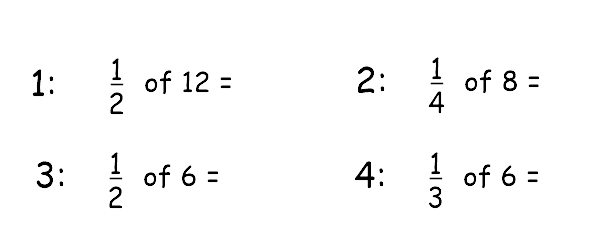 1: 1/2 of 12 =
2: 1/4 of 8 =
3: 1/2 of 6 =
4: 1/3 of 6 =